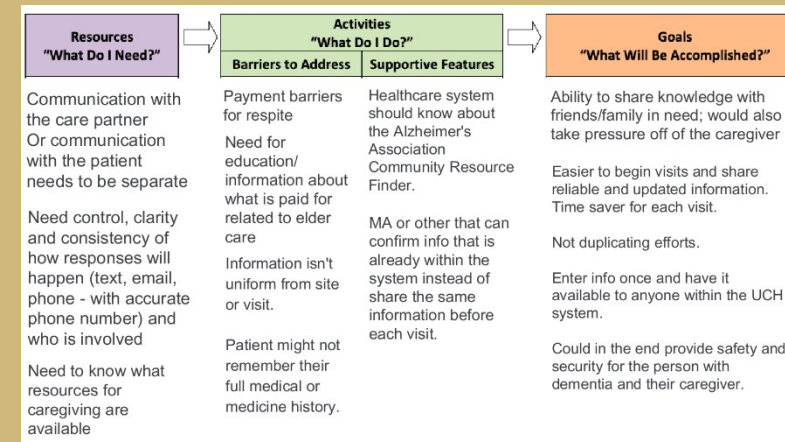 Resources
"What Do I Need?"
Activities
"What Do I Do?"
Barriers to Address
Supportive Features
Goals
"What Will Be Accomplished?"
Communication with
the care partner
Or communication
with the patient
needs to be separate
Need control, clarity
and consistency of
how responses will
happen (text, email,
phone - with accurate
phone number) and
who is involved
Need to know what
resources for
caregiving are
available
Payment barriers
for respite
Need for
education/
information about
what is paid for
related to elder
care
Information isn't
uniform from site
or visit.
Patient might not
remember their
full medical or
medicine history.
Healthcare system
should know about
the Alzheimer's
Association
Community Resource
Finder.
MA or other that can
confirm info that is
already within the
system instead of
share the same
information before
each visit.
Ability to share knowledge with
friends/family in need; would also
take pressure off of the caregiver
Easier to begin visits and share
reliable and updated information.
Time saver for each visit.
Not duplicating efforts.
Enter info once and have it
available to anyone within the UCH
system.
Could in the end provide safety and
security for the person with
dementia and their caregiver.